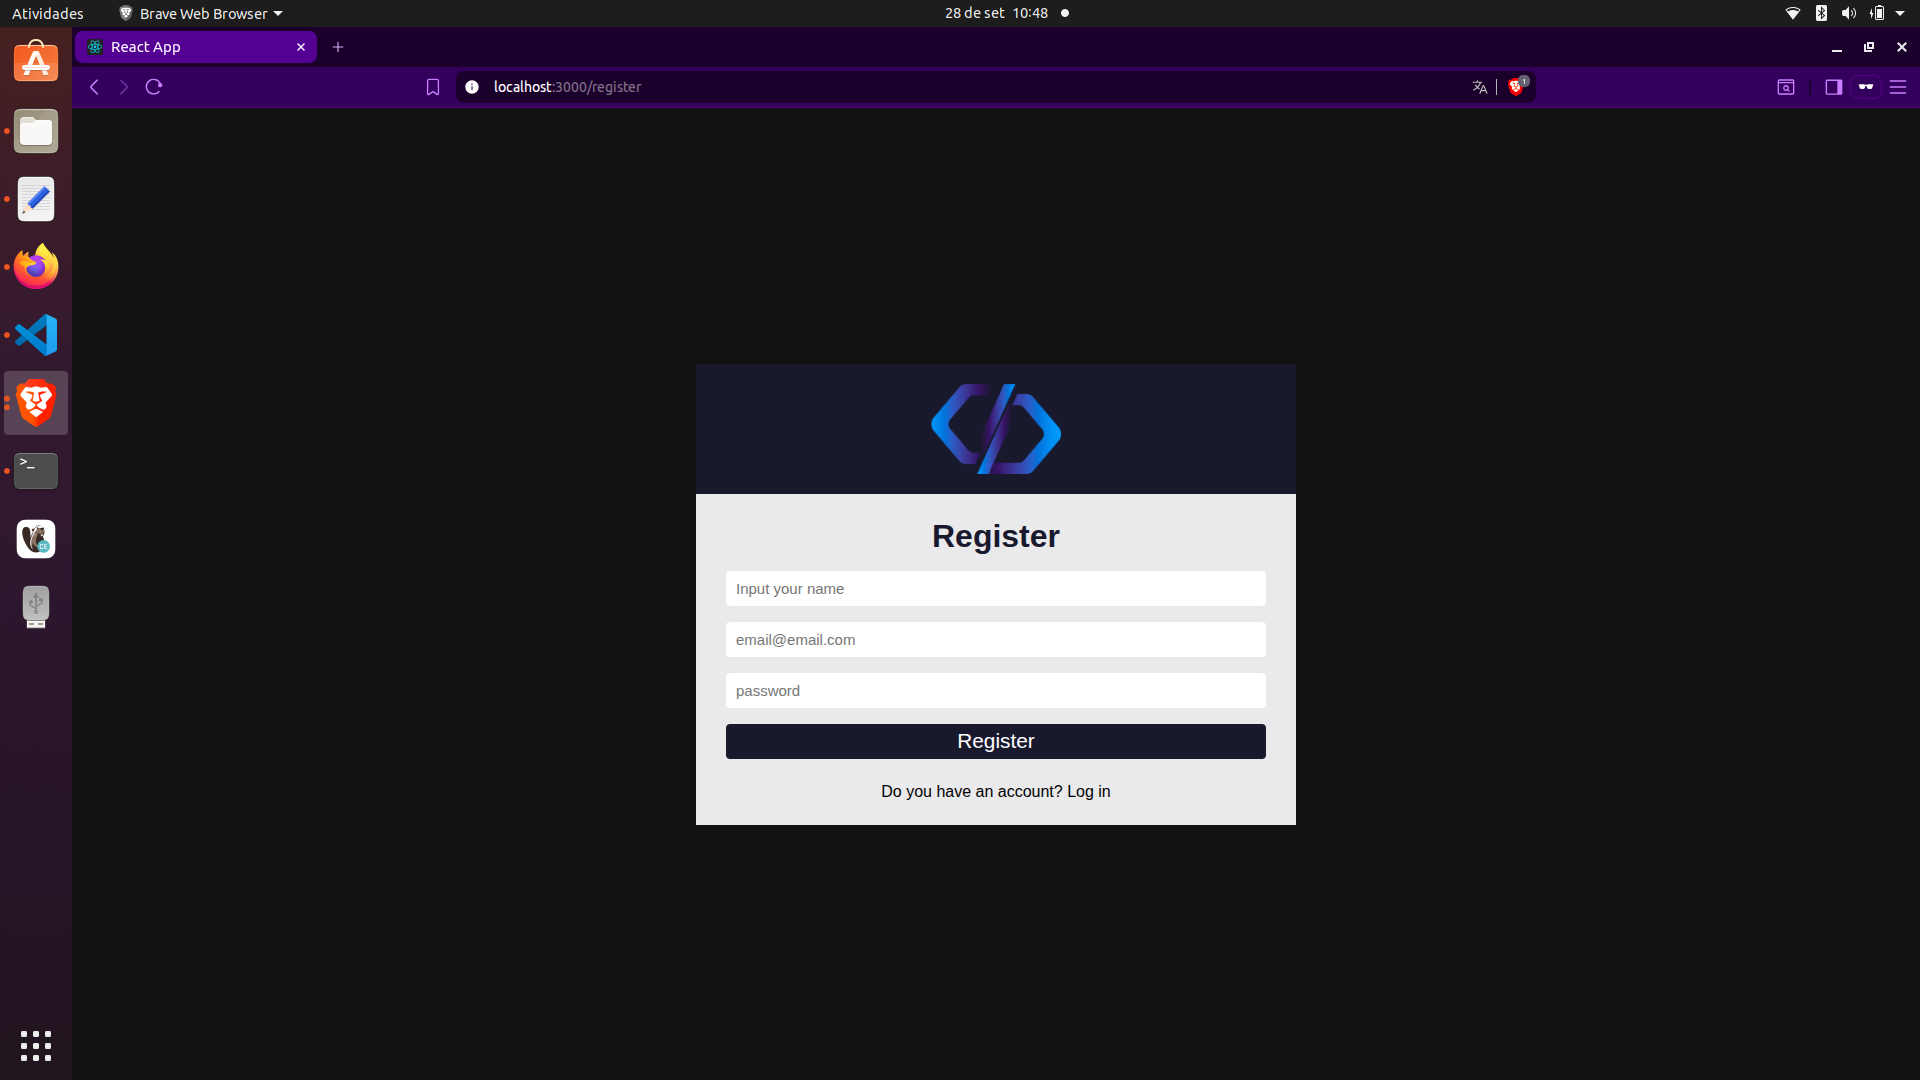 Atividades
Brave Web Browser
28 de set 10:48
React App
localhost:3000/register
1
Register
Input your name
email@email.com
password
Register
Do you have an account? Log in
>_